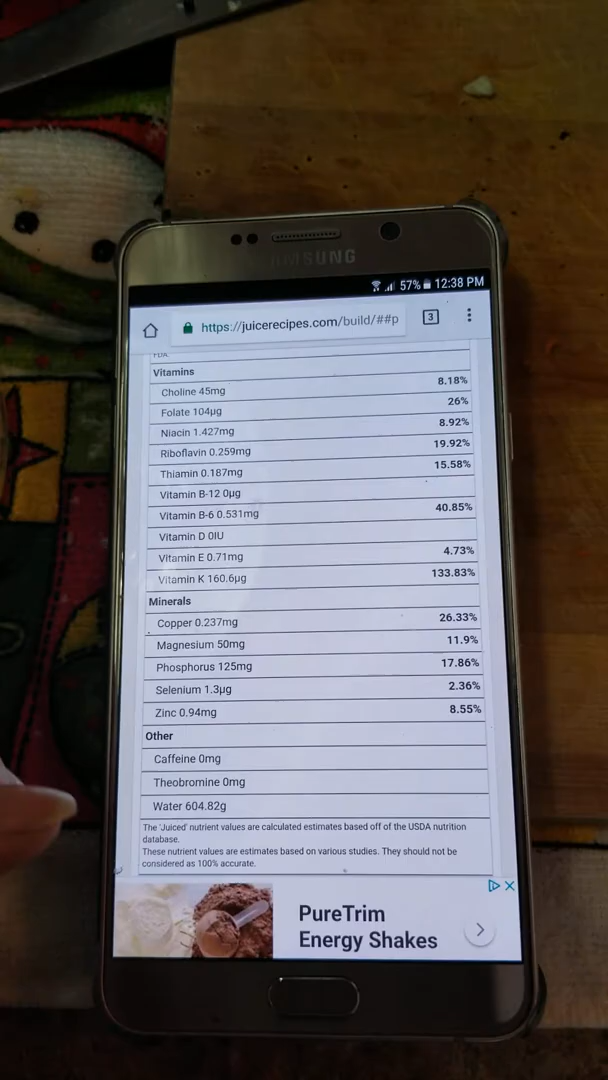 SAMSUNG
57% 12:38 PM
https://juicerecipes.com/build/##p
3
FDA.
Vitamins
Choline 45mg 8.18%
Folate 104µg 26%
Niacin 1.427mg 8.92%
Riboflavin 0.259mg 19.92%
Thiamin 0.187mg 15.58%
Vitamin B-12 0µg
Vitamin B-6 0.531mg 40.85%
Vitamin D 0IU
Vitamin E 0.71mg 4.73%
Vitamin K 160.6µg 133.83%
Minerals
Copper 0.237mg 26.33%
Magnesium 50mg 11.9%
Phosphorus 125mg 17.86%
Selenium 1.3µg 2.36%
Zinc 0.94mg 8.55%
Other
Caffeine 0mg
Theobromine 0mg
Water 604.82g
The 'Juiced' nutrient values are calculated estimates based off of the USDA nutrition
database.
These nutrient values are estimates based on various studies. They should not be
considered as 100% accurate.
PureTrim
Energy Shakes